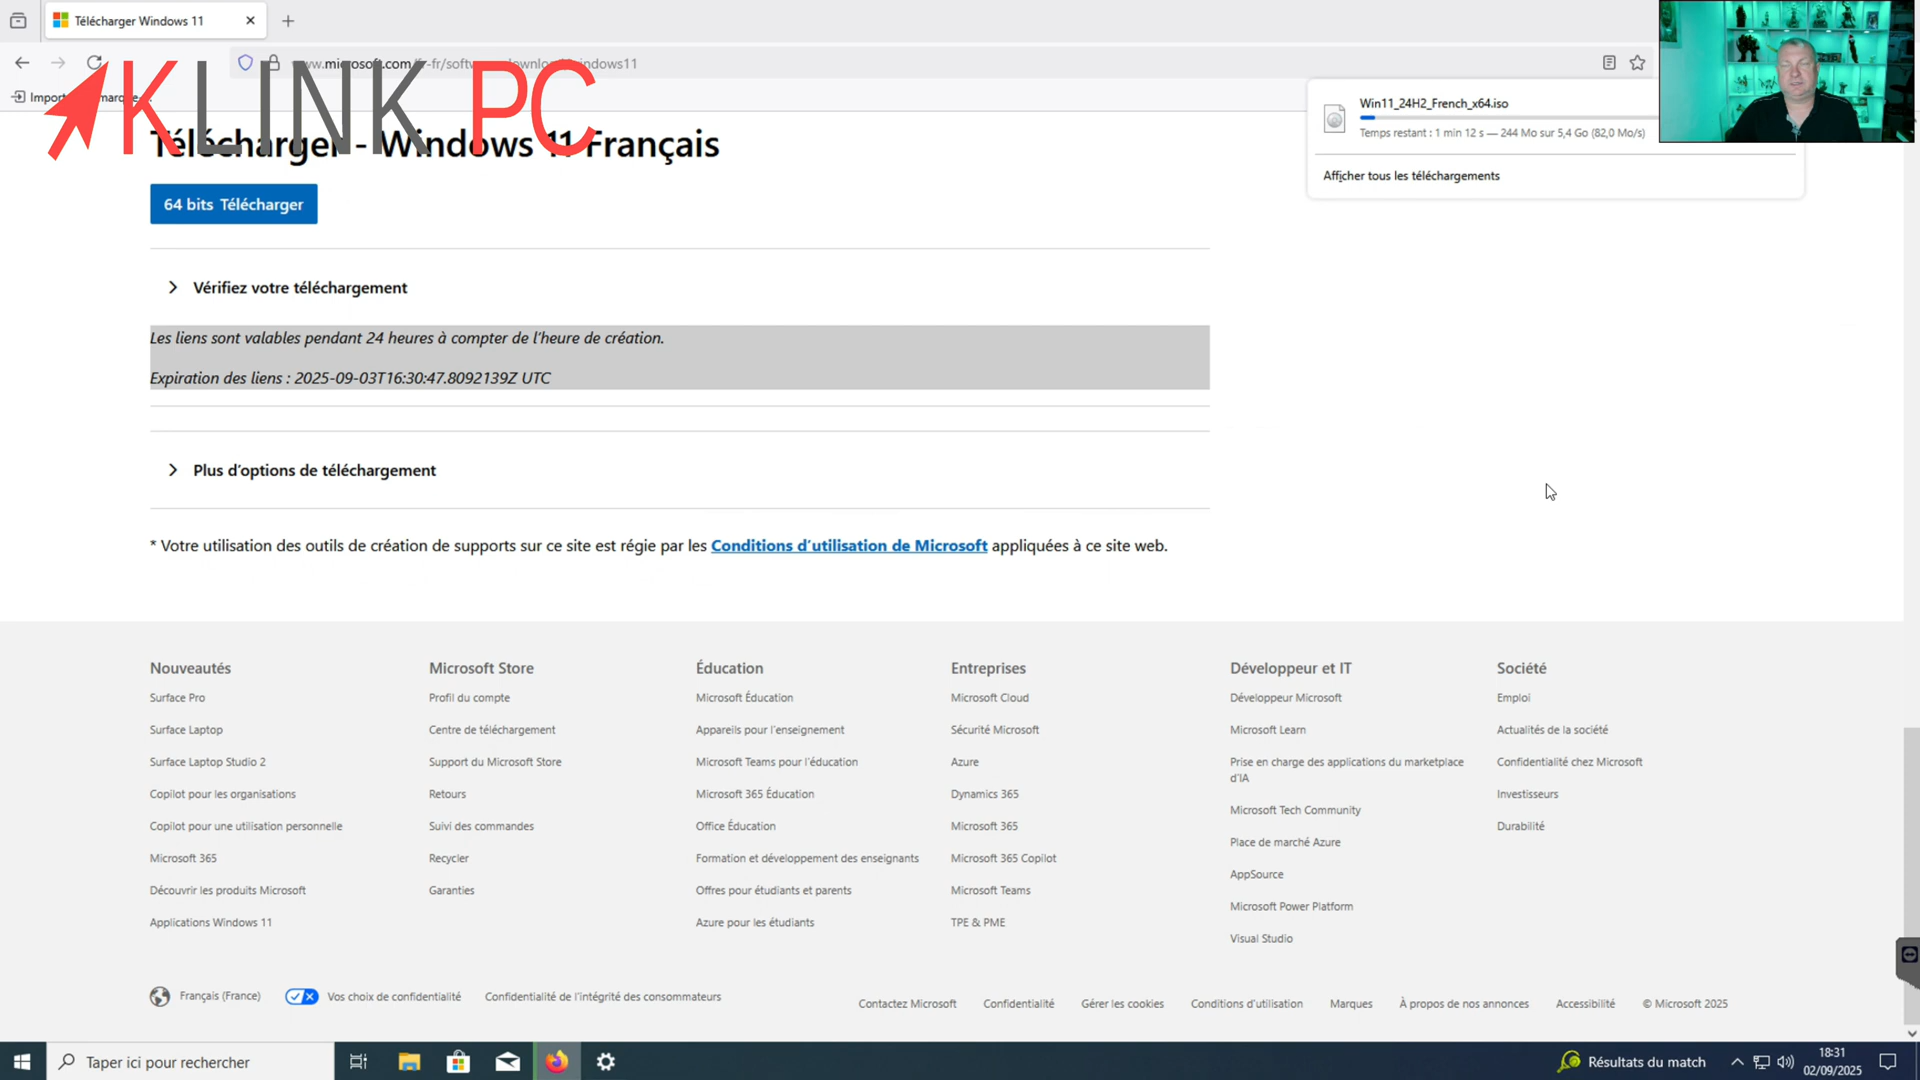 Télécharger Windows 11
www.microsoft.com/fr-fr/software-download/windows11
KLINK PC
Win11_24H2_French_x64.iso
Temps restant : 1 min 12 s — 244 Mo sur 5,4 Go (82,0 Mo/s)
Afficher tous les téléchargements
Télécharger - Windows 11 Français
64 bits Télécharger
Vérifiez votre téléchargement
Les liens sont valables pendant 24 heures à compter de l'heure de création.
Expiration des liens : 2025-09-03T16:30:47.8092139Z UTC
Plus d'options de téléchargement
* Votre utilisation des outils de création de supports sur ce site est régie par les Conditions d'utilisation de Microsoft appliquées à ce site web.
Nouveautés
Surface Pro
Surface Laptop
Surface Laptop Studio 2
Copilot pour les organisations
Copilot pour une utilisation personnelle
Microsoft 365
Découvrir les produits Microsoft
Applications Windows 11
Microsoft Store
Profil du compte
Centre de téléchargement
Support du Microsoft Store
Retours
Suivi des commandes
Recycler
Garanties
Éducation
Microsoft Éducation
Appareils pour l'enseignement
Microsoft Teams pour l'éducation
Microsoft 365 Éducation
Office Éducation
Formation et développement des enseignants
Offres pour étudiants et parents
Azure pour les étudiants
Entreprises
Microsoft Cloud
Sécurité Microsoft
Azure
Dynamics 365
Microsoft 365
Microsoft 365 Copilot
Microsoft Teams
TPE & PME
Développeur et IT
Développeur Microsoft
Microsoft Learn
Prise en charge des applications du marketplace
d'IA
Microsoft Tech Community
Place de marché Azure
AppSource
Microsoft Power Platform
Visual Studio
Société
Emploi
Actualités de la société
Confidentialité chez Microsoft
Investisseurs
Durabilité
Français (France)
Vos choix de confidentialité
Confidentialité de l'intégrité des consommateurs
Contactez Microsoft
Confidentialité
Gérer les cookies
Conditions d'utilisation
Marques
À propos de nos annonces
Accessibilité
© Microsoft 2025
Taper ici pour rechercher
Résultats du match
18:31
02/09/2025